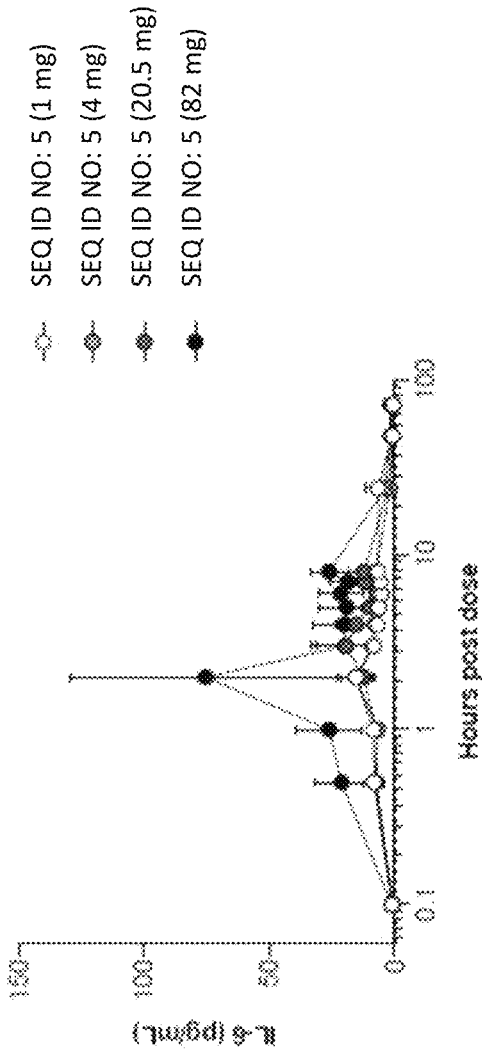 SEQ ID NO: 5 (1 mg)
SEQ ID NO: 5 (4 mg)
SEQ ID NO: 5 (20.5 mg)
SEQ ID NO: 5 (82 mg)
IL-6 (pg/mL)
150
100
50
0
0.1
1
10
100
Hours post dose